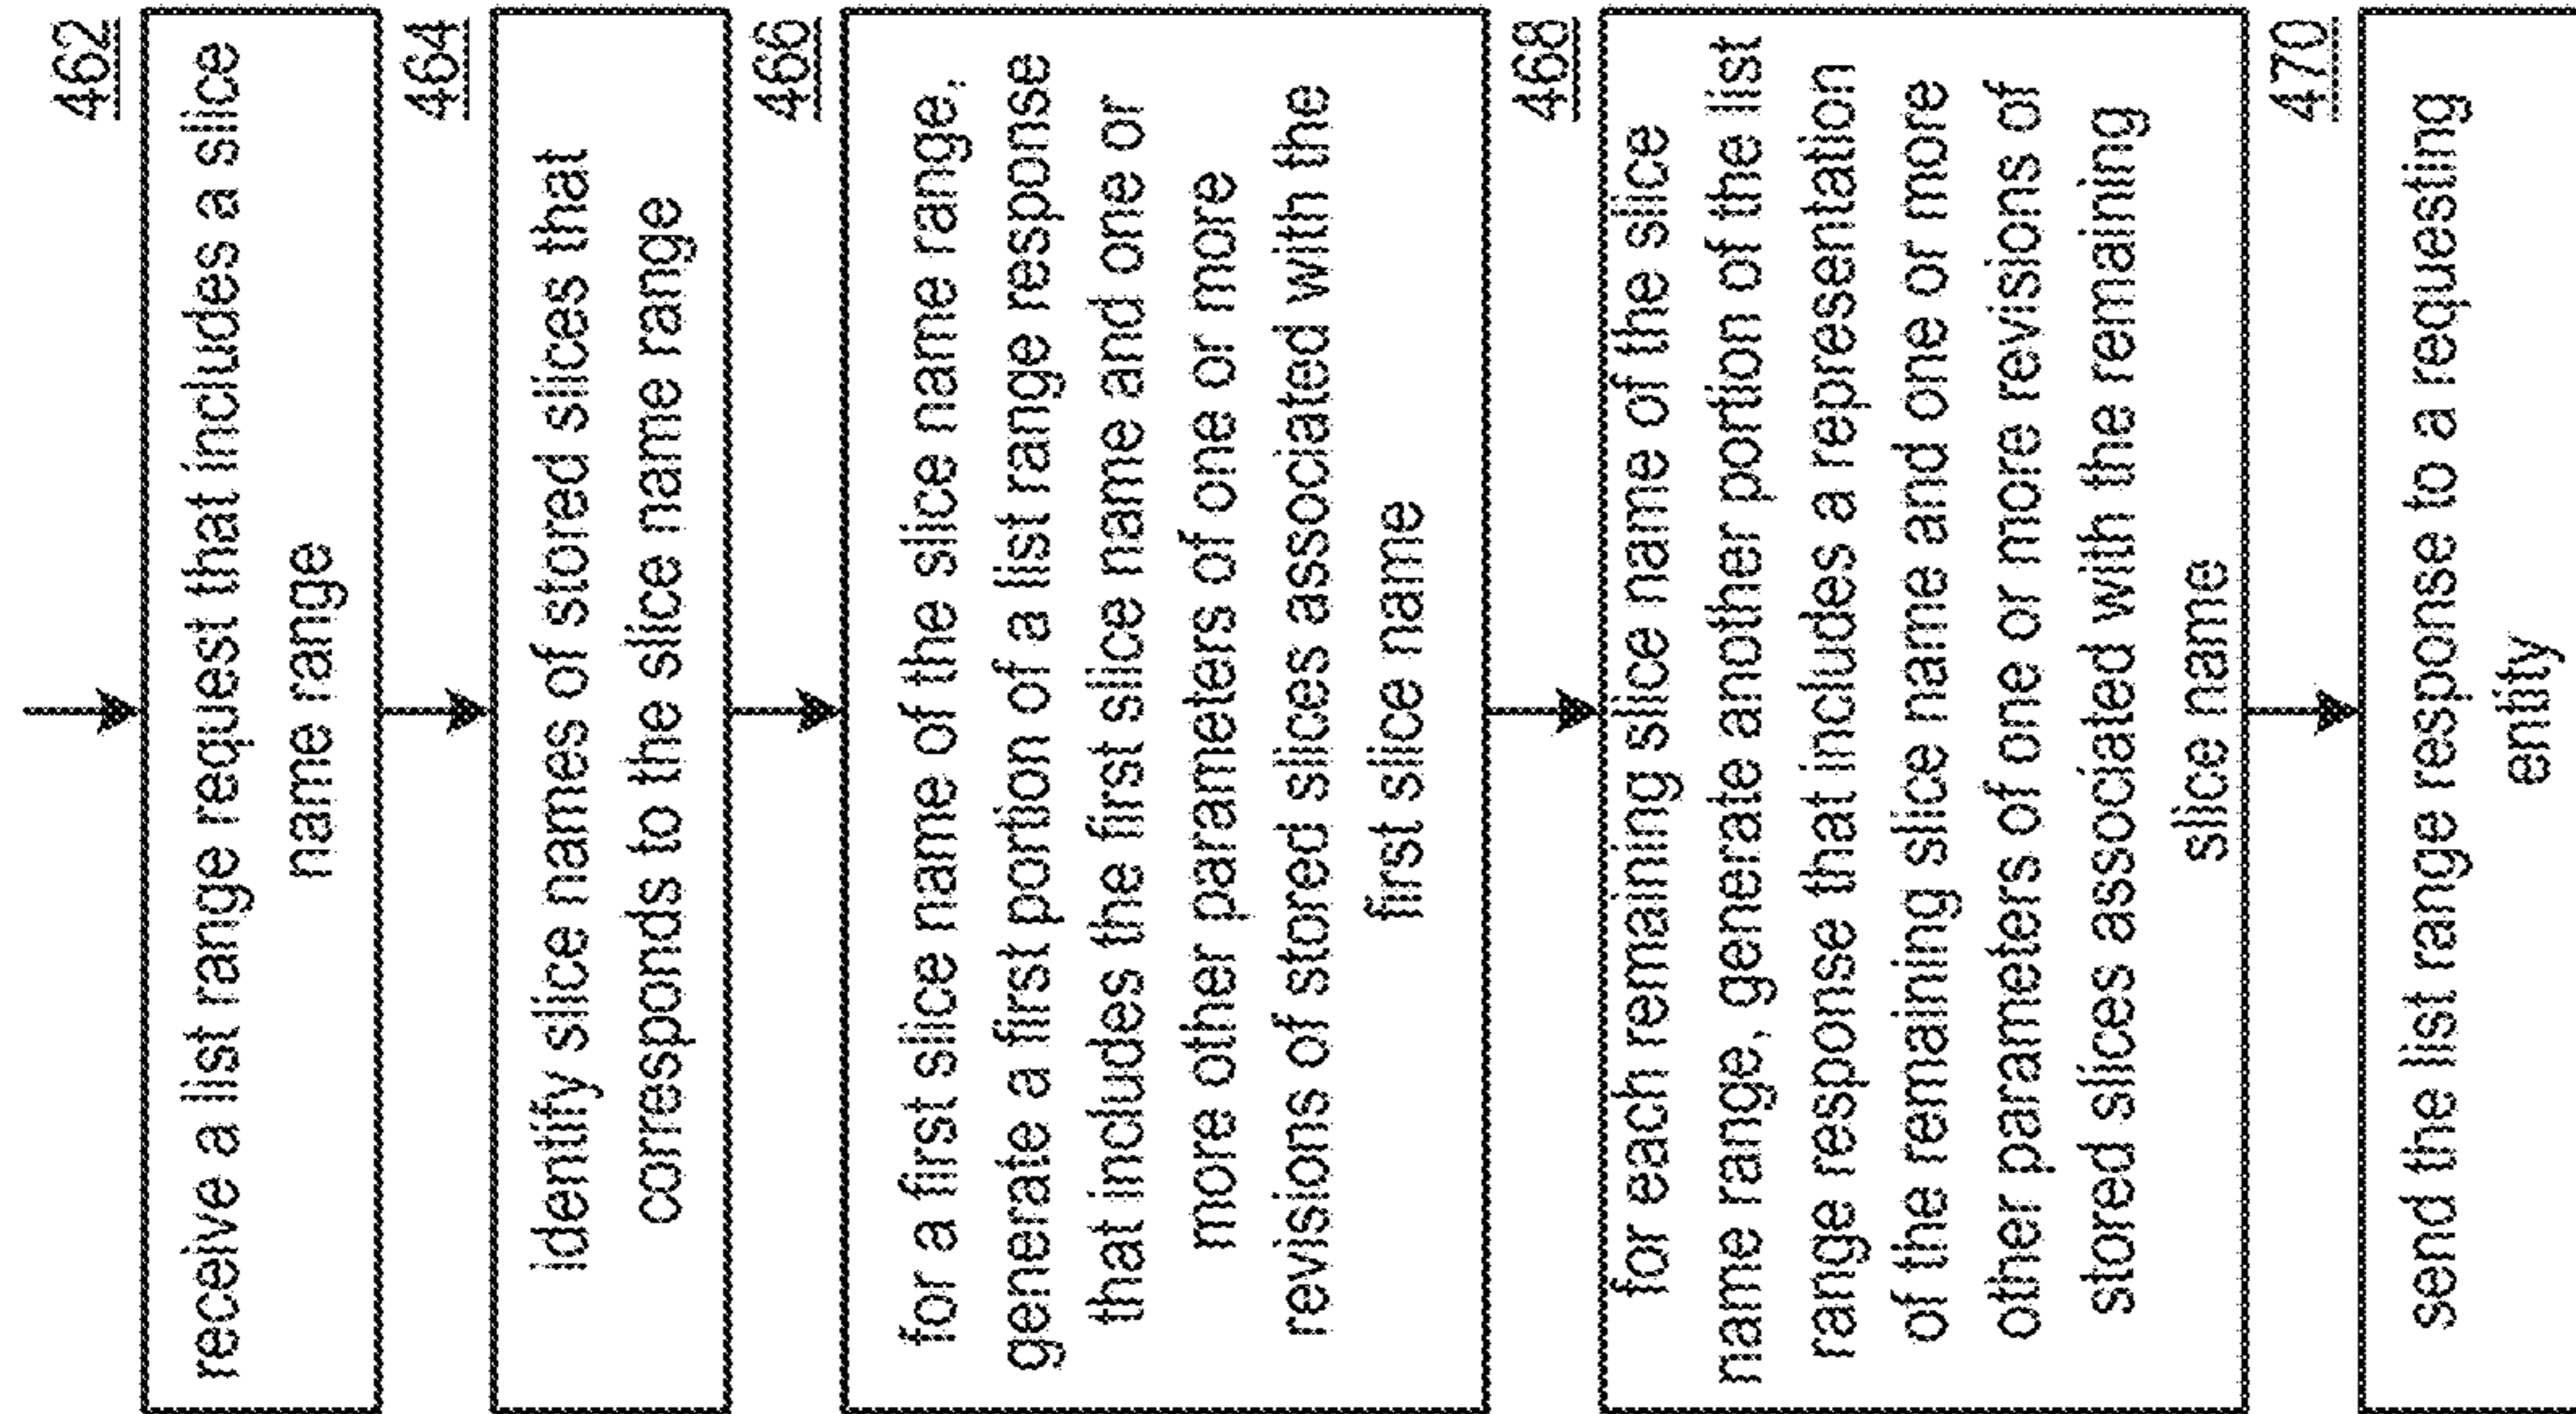 462
receive a list range request that includes a slice
name range
464
identify slice names of stored slices that
corresponds to the slice name range
466
for a first slice name of the slice name range,
generate a first portion of a list range response
that includes the first slice name and one or
more other parameters of one or more
revisions of stored slices associated with the
first slice name
468
for each remaining slice name of the slice
name range, generate another portion of the list
range response that includes a representation
of the remaining slice name and one or more
other parameters of one or more revisions of
stored slices associated with the remaining
slice name
470
send the list range response to a requesting
entity